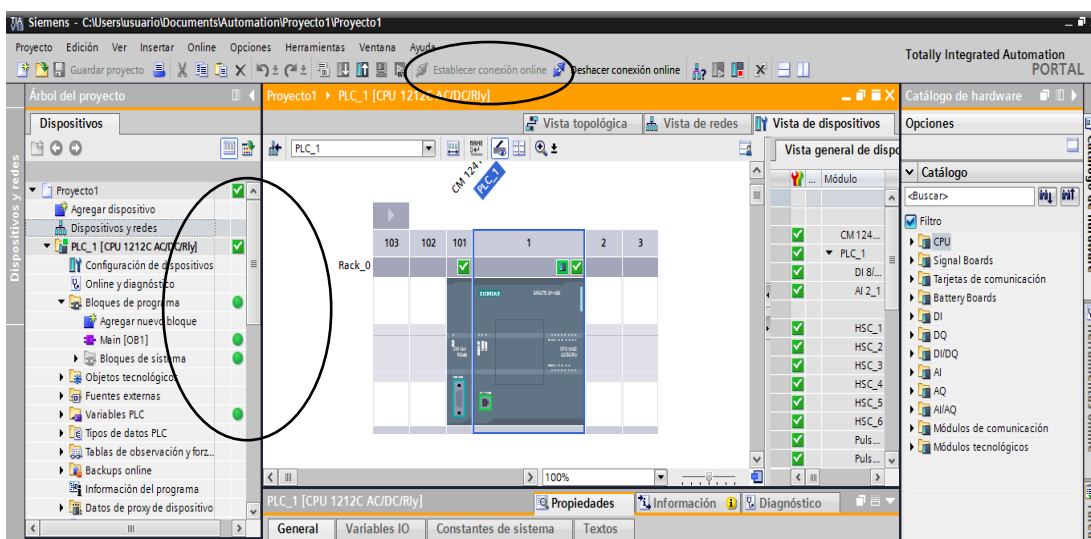 Siemens - C:\Users\usuario\Documents\Automation\Proyecto1\Proyecto1
Proyecto Edición Ver Insertar Online Opciones Herramientas Ventana Ayuda
Totally Integrated Automation
PORTAL
Guardar proyecto Establecer conexión online Deshacer conexión online
Árbol del proyecto
Proyecto1 PLC_1 [CPU 1212C AC/DC/Rly]
Catálogo de hardware
Dispositivos
Vista topológica Vista de redes Vista de dispositivos
Opciones
PLC_1
Vista general de dispo
CM 124
PLC_1
... Módulo
Catálogo
<Buscar>
Filtro
Dispositivos y redes
Proyecto1
Agregar dispositivo
Dispositivos y redes
PLC_1 [CPU 1212C AC/DC/Rly]
Configuración de dispositivos
Online y diagnóstico
Bloques de programa
Agregar nuevo bloque
Main [OB1]
Bloques de sistema
Objetos tecnológicos
Fuentes externas
Variables PLC
Tipos de datos PLC
Tablas de observación y forz...
Backups online
Información del programa
Datos de proxy de dispositivo
103 102 101 1 2 3
Rack_0
SIEMENS
CM 124...
PLC_1
DI 8/...
AI 2_1
HSC_1
HSC_2
HSC_3
HSC_4
HSC_5
HSC_6
Puls...
Puls...
CPU
Signal Boards
Tarjetas de comunicación
Battery Boards
DI
DQ
DI/DQ
AI
AQ
AI/AQ
Módulos de comunicación
Módulos tecnológicos
100%
PLC_1 [CPU 1212C AC/DC/Rly]
Propiedades Información Diagnóstico
General Variables IO Constantes de sistema Textos